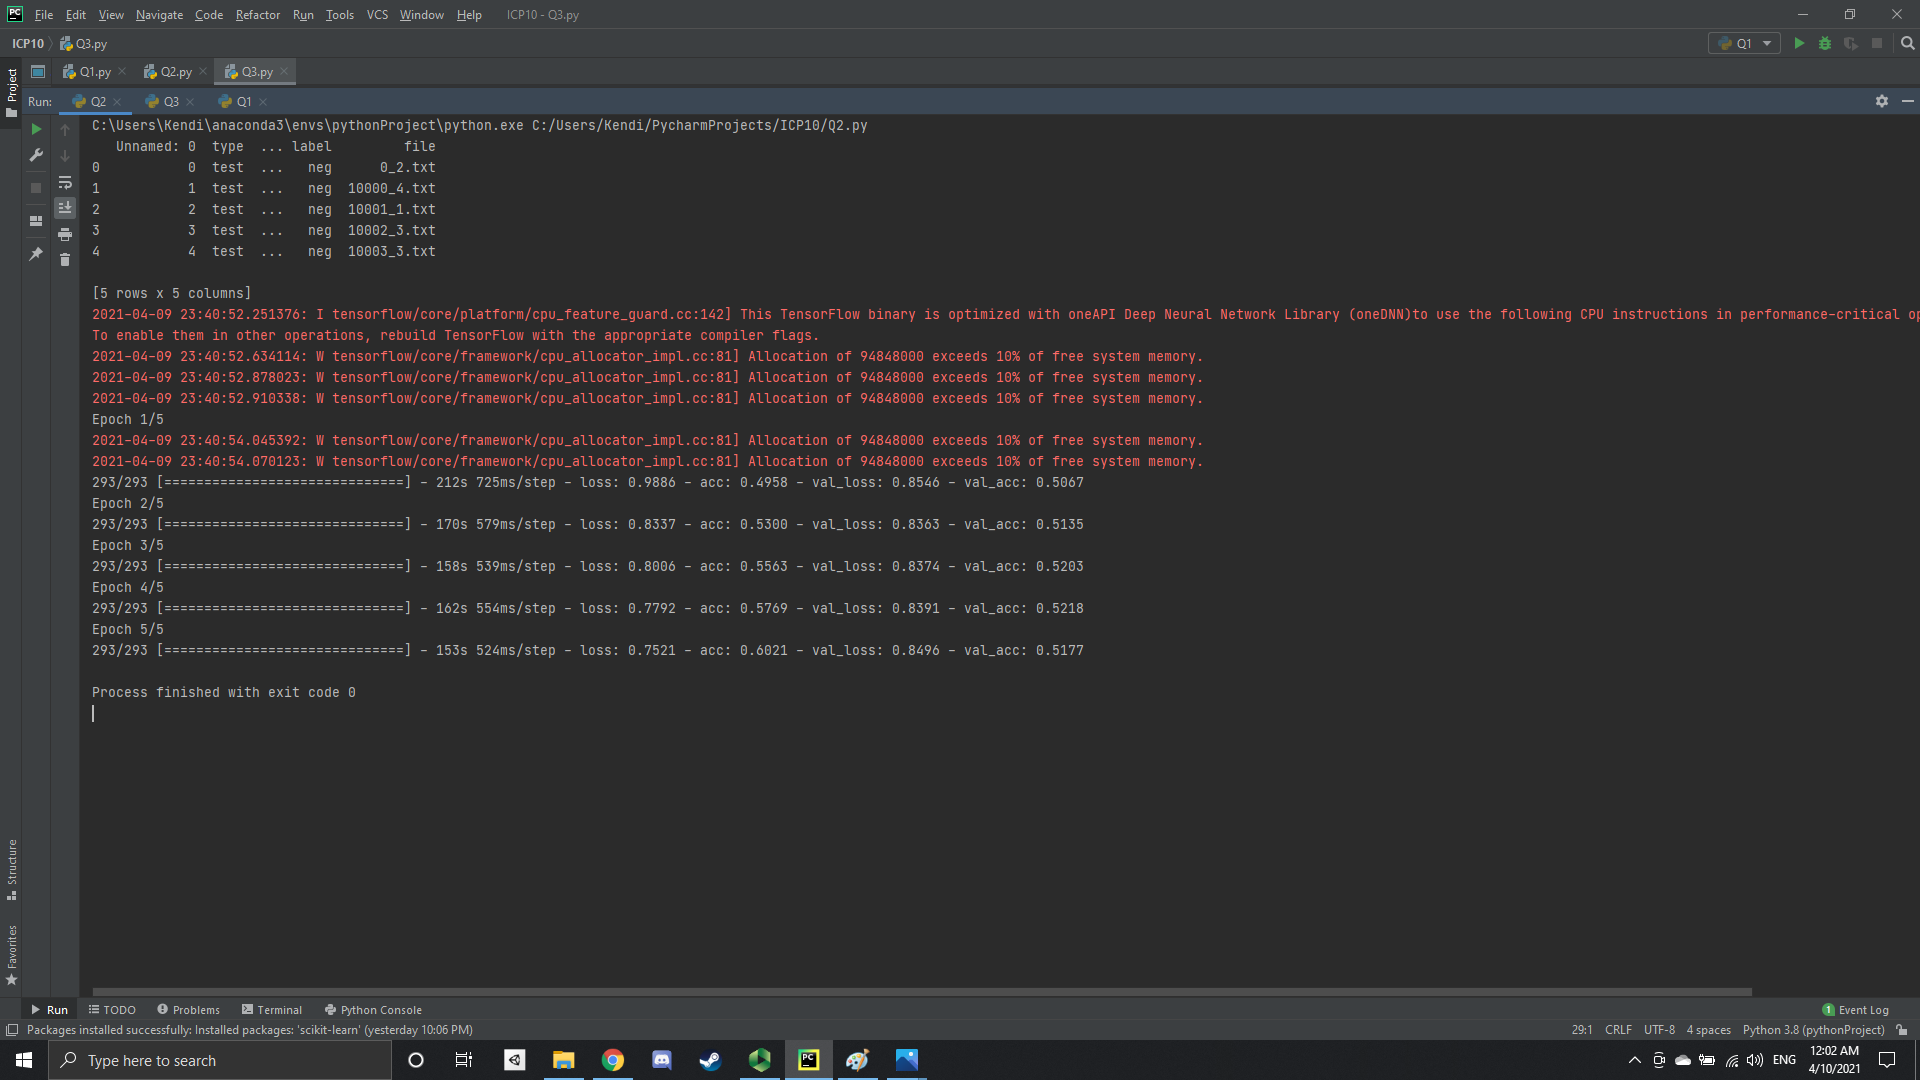 PC File Edit View Navigate Code Refactor Run Tools VCS Window Help ICP10 - Q3.py
ICP10 Q3.py Q1
Project
Q1.py Q2.py Q3.py
Run: Q2 Q3 Q1
C:\Users\Kendi\anaconda3\envs\pythonProject\python.exe C:/Users/Kendi/PycharmProjects/ICP10/Q2.py
Unnamed: 0 type ... label file
0 0 test ... neg 0_2.txt
1 1 test ... neg 10000_4.txt
2 2 test ... neg 10001_1.txt
3 3 test ... neg 10002_3.txt
4 4 test ... neg 10003_3.txt
[5 rows x 5 columns]
2021-04-09 23:40:52.251376: I tensorflow/core/platform/cpu_feature_guard.cc:142] This TensorFlow binary is optimized with oneAPI Deep Neural Network Library (oneDNN)to use the following CPU instructions in performance-critical op
To enable them in other operations, rebuild TensorFlow with the appropriate compiler flags.
2021-04-09 23:40:52.634114: W tensorflow/core/framework/cpu_allocator_impl.cc:81] Allocation of 94848000 exceeds 10% of free system memory.
2021-04-09 23:40:52.878023: W tensorflow/core/framework/cpu_allocator_impl.cc:81] Allocation of 94848000 exceeds 10% of free system memory.
2021-04-09 23:40:52.910338: W tensorflow/core/framework/cpu_allocator_impl.cc:81] Allocation of 94848000 exceeds 10% of free system memory.
Epoch 1/5
2021-04-09 23:40:54.045392: W tensorflow/core/framework/cpu_allocator_impl.cc:81] Allocation of 94848000 exceeds 10% of free system memory.
2021-04-09 23:40:54.070123: W tensorflow/core/framework/cpu_allocator_impl.cc:81] Allocation of 94848000 exceeds 10% of free system memory.
293/293 [==============================] - 212s 725ms/step - loss: 0.9886 - acc: 0.4958 - val_loss: 0.8546 - val_acc: 0.5067
Epoch 2/5
293/293 [==============================] - 170s 579ms/step - loss: 0.8337 - acc: 0.5300 - val_loss: 0.8363 - val_acc: 0.5135
Epoch 3/5
293/293 [==============================] - 158s 539ms/step - loss: 0.8006 - acc: 0.5563 - val_loss: 0.8374 - val_acc: 0.5203
Epoch 4/5
293/293 [==============================] - 162s 554ms/step - loss: 0.7792 - acc: 0.5769 - val_loss: 0.8391 - val_acc: 0.5218
Epoch 5/5
293/293 [==============================] - 153s 524ms/step - loss: 0.7521 - acc: 0.6021 - val_loss: 0.8496 - val_acc: 0.5177
Process finished with exit code 0
Structure
Favorites
Run TODO Problems Terminal Python Console 1 Event Log
Packages installed successfully: Installed packages: 'scikit-learn' (yesterday 10:06 PM) 29:1 CRLF UTF-8 4 spaces Python 3.8 (pythonProject)
Type here to search PC ENG 12:02 AM
4/10/2021